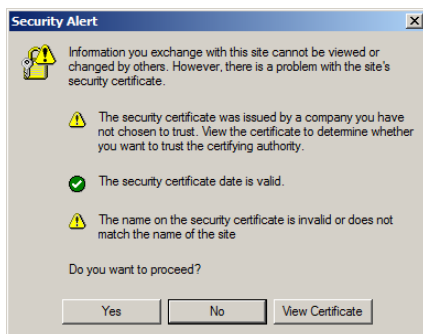 Security Alert
Information you exchange with this site cannot be viewed or
changed by others. However, there is a problem with the site's
security certificate.
The security certificate was issued by a company you have
not chosen to trust. View the certificate to determine whether
you want to trust the certifying authority.
The security certificate date is valid.
The name on the security certificate is invalid or does not
match the name of the site
Do you want to proceed?
Yes No View Certificate